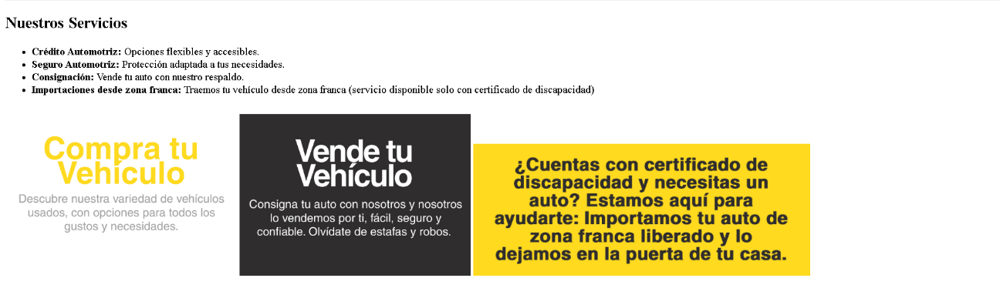 Nuestros Servicios
Crédito Automotriz: Opciones flexibles y accesibles.
Seguro Automotriz: Protección adaptada a tus necesidades.
Consignación: Vende tu auto con nuestro respaldo.
Importaciones desde zona franca: Traemos tu vehículo desde zona franca (servicio disponible solo con certificado de discapacidad)
Compra tu
Vehículo
Descubre nuestra variedad de vehículos
usados, con opciones para todos los
gustos y necesidades.
Vende tu
Vehículo
Consigna tu auto con nosotros y nosotros
lo vendemos por ti, fácil, seguro y
confiable. Olvídate de estafas y robos.
¿Cuentas con certificado de
discapacidad y necesitas un
auto? Estamos aquí para
ayudarte: Importamos tu auto de
zona franca liberado y lo
dejamos en la puerta de tu casa.